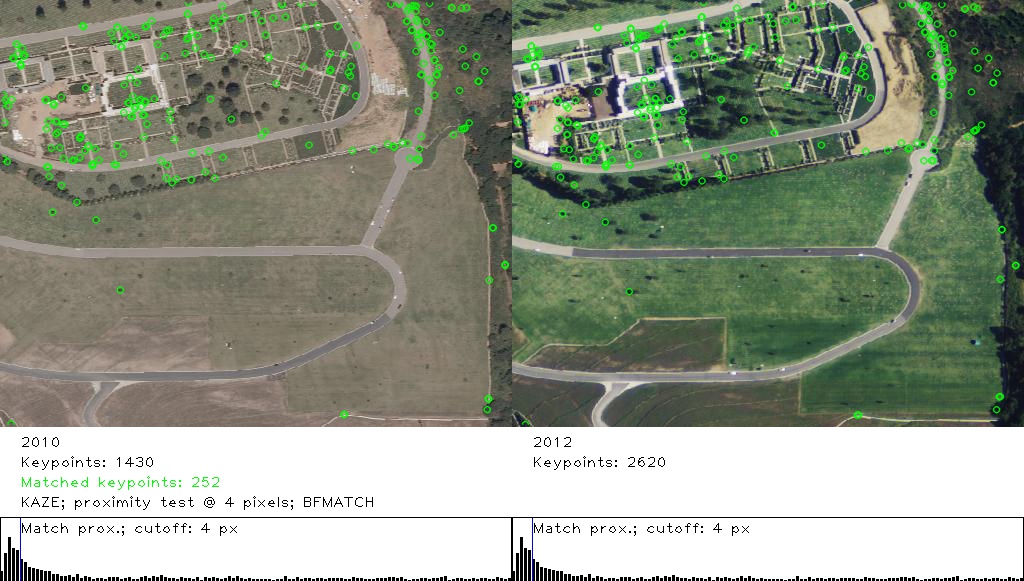 2010
Keypoints: 1430
Matched keypoints: 252
KAZE; proximity test @ 4 pixels; BFMATCH
Match prox.; cutoff: 4 px
2012
Keypoints: 2620
Match prox.; cutoff: 4 px